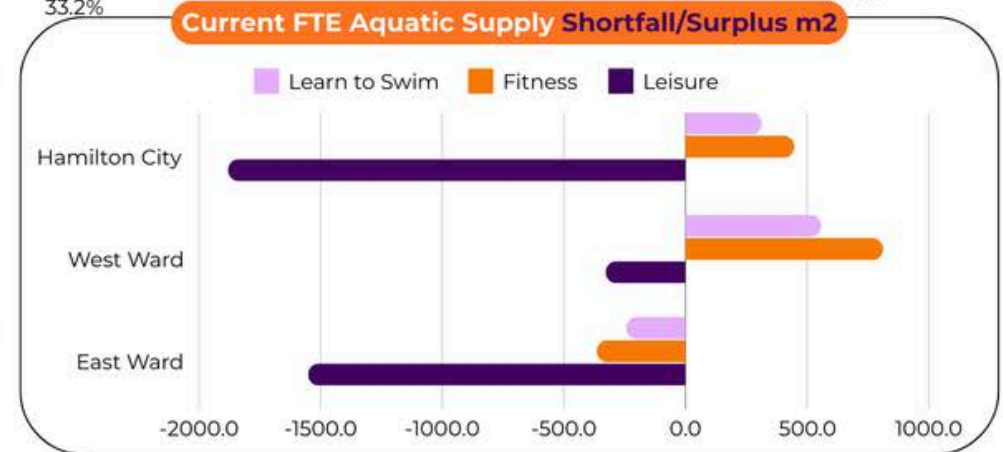 33.2%
Current FTE Aquatic Supply Shortfall/Surplus m2
Learn to Swim Fitness Leisure
Hamilton City
West Ward
East Ward
-2000.0 -1500.0 -1000.0 -500.0 0.0 500.0 1000.0